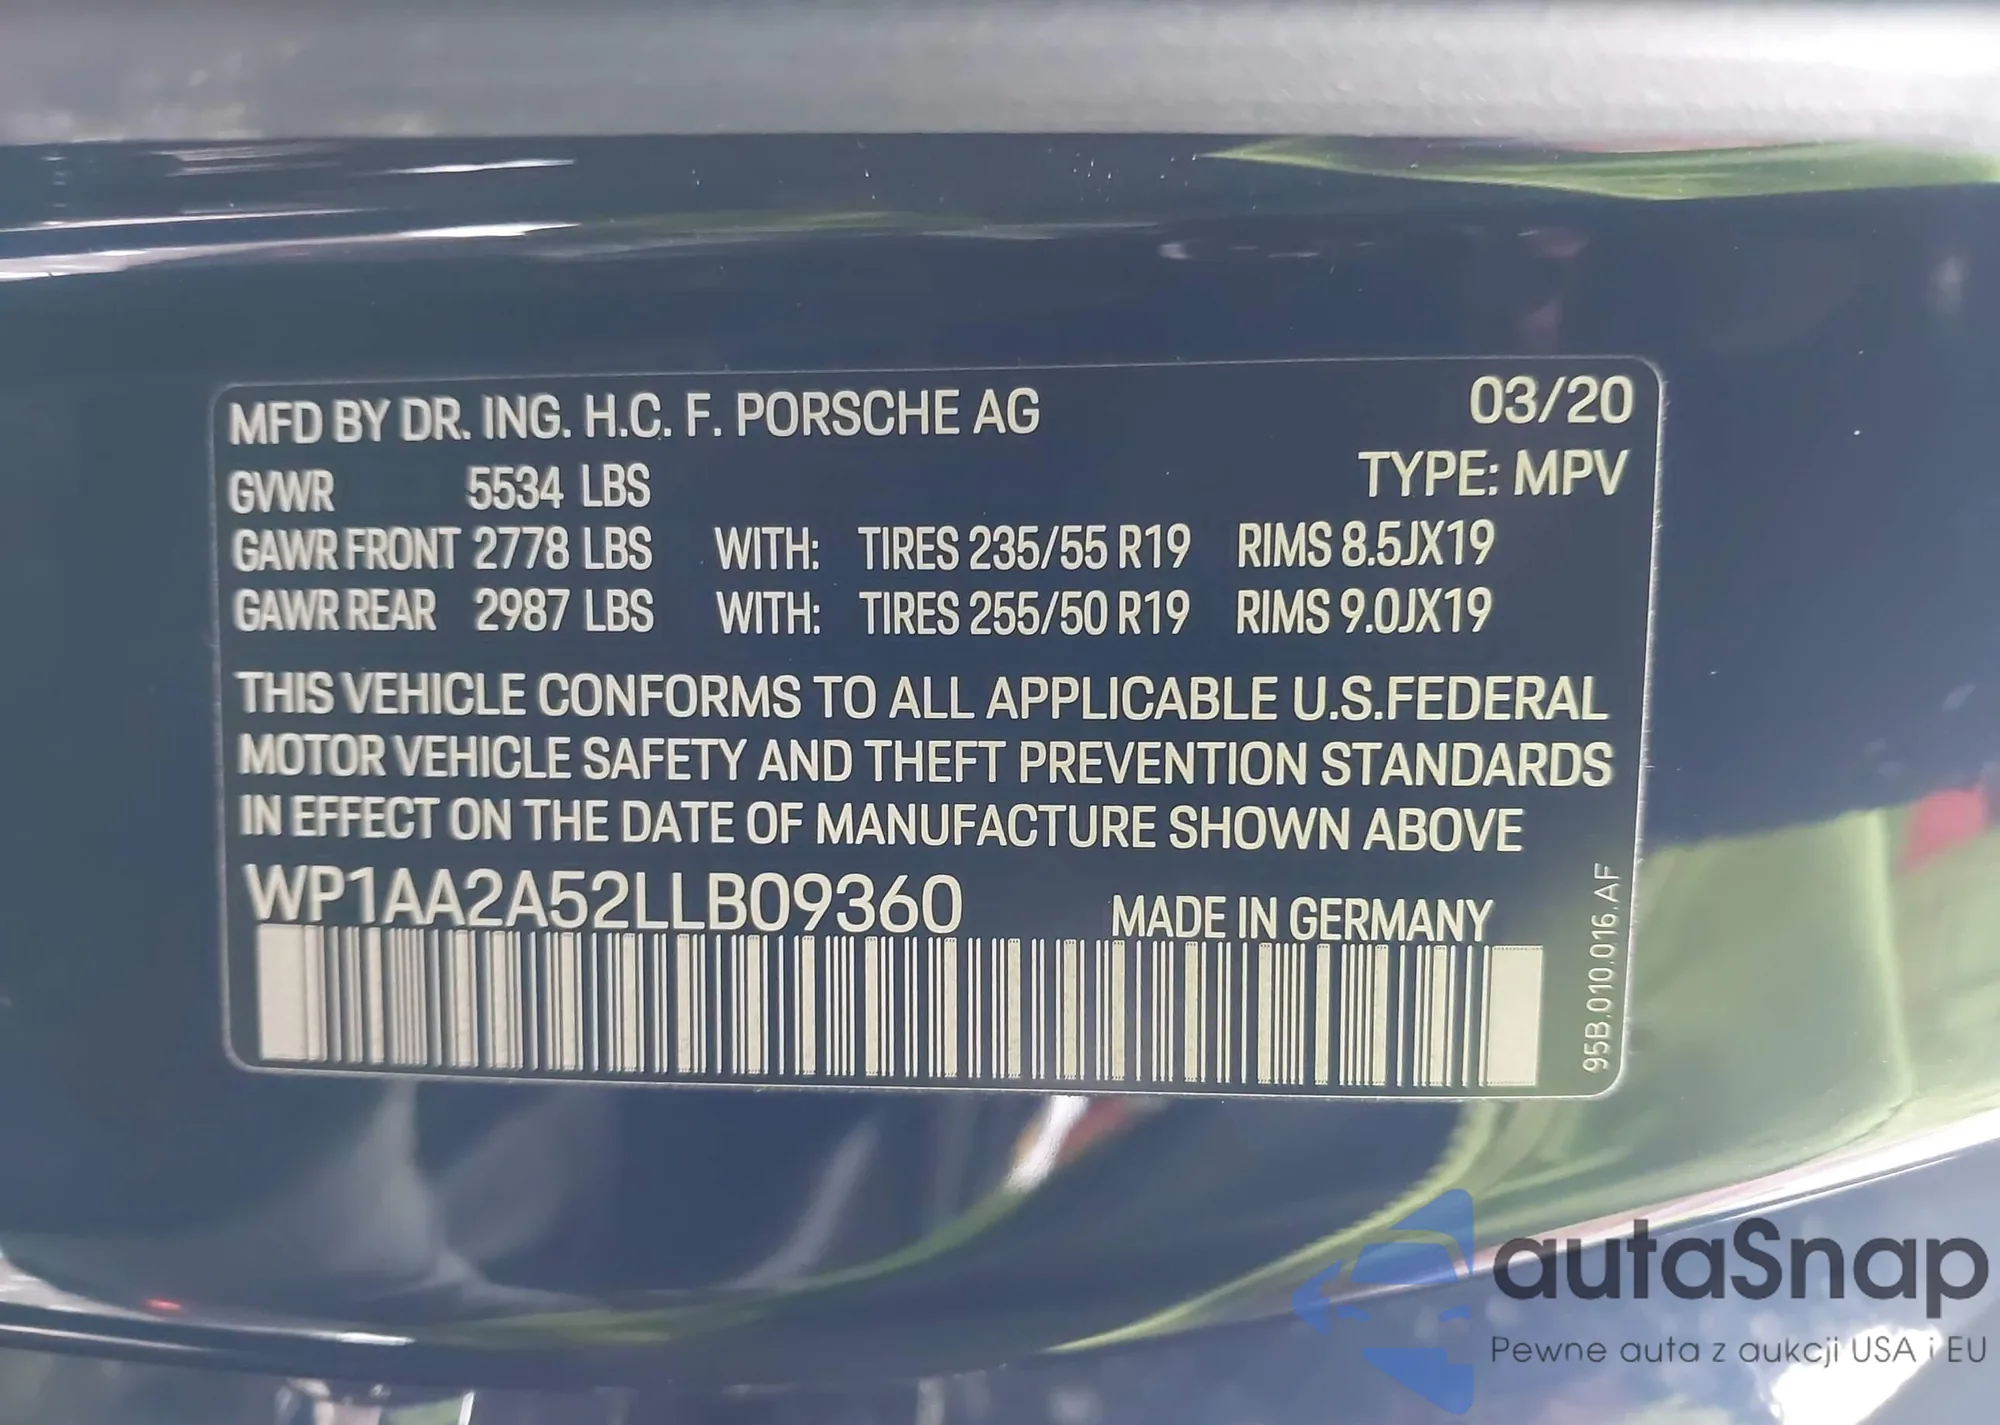 MFD BY DR. ING. H.C. F. PORSCHE AG 03/20
GVWR 5534 LBS TYPE: MPV
GAWR FRONT 2778 LBS WITH: TIRES 235/55 R19 RIMS 8.5JX19
GAWR REAR 2987 LBS WITH: TIRES 255/50 R19 RIMS 9.0JX19
THIS VEHICLE CONFORMS TO ALL APPLICABLE U.S.FEDERAL
MOTOR VEHICLE SAFETY AND THEFT PREVENTION STANDARDS
IN EFFECT ON THE DATE OF MANUFACTURE SHOWN ABOVE
WP1AA2A52LLB09360 MADE IN GERMANY
95B.010.016.AF
autaSnap
Pewne auta z aukcji USA i EU